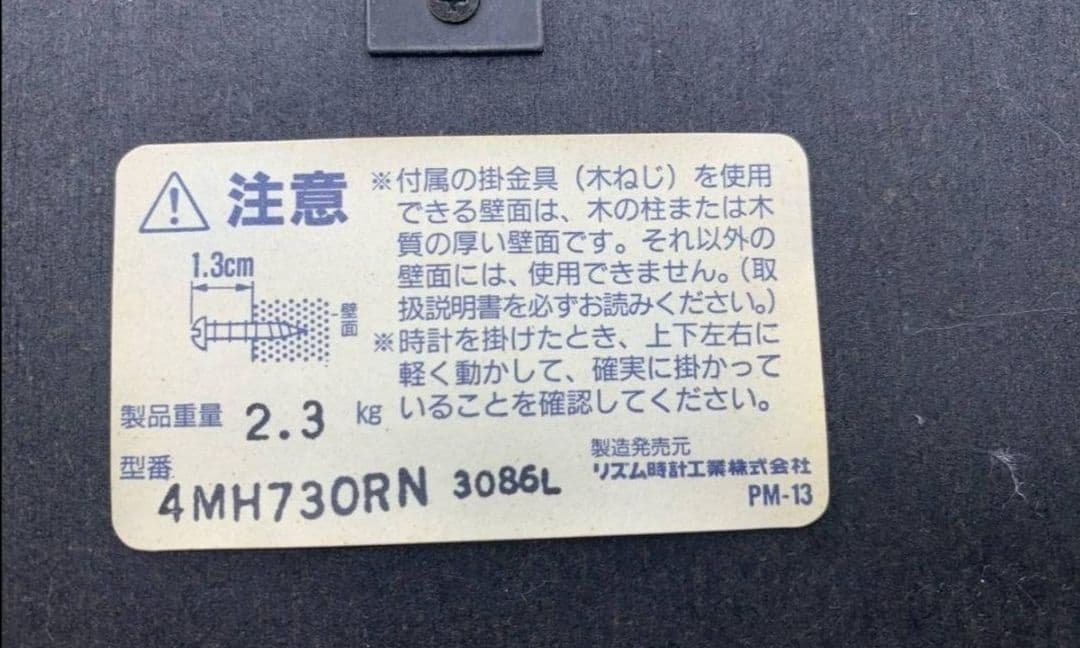 注意
※付属の掛金具（木ねじ）を使用
できる壁面は、木の柱または木
質の厚い壁面です。それ以外の
壁面には、使用できません。（取
扱説明書を必ずお読みください。）
※時計を掛けたとき、上下左右に
軽く動かして、確実に掛かって
いることを確認してください。
1.3cm
壁面
製品重量 2.3 kg
型番
4MH730RN 3086L
製造発売元
リズム時計工業株式会社
PM-13